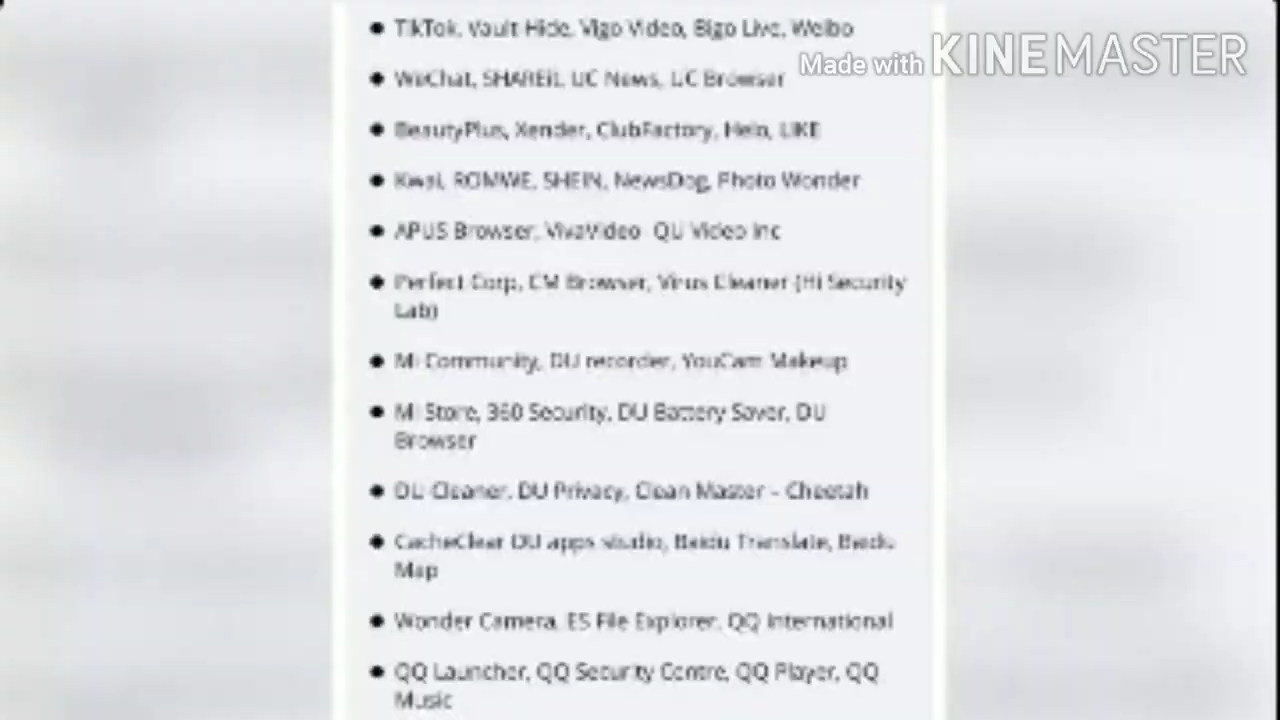 TikTok, Vault-Hide, Vigo Video, Bigo Live, Weibo
Made with KINEMASTER
WeChat, SHAREit, UC News, UC Browser
BeautyPlus, Xender, ClubFactory, Helo, LIKE
Kwai, ROMWE, SHEIN, NewsDog, Photo Wonder
APUS Browser, VivaVideo- QU Video Inc
Perfect Corp, CM Browser, Virus Cleaner (Hi Security
Lab)
Mi Community, DU recorder, YouCam Makeup
Mi Store, 360 Security, DU Battery Saver, DU
Browser
DU Cleaner, DU Privacy, Clean Master - Cheetah
CacheClear DU apps studio, Baidu Translate, Baidu
Map
Wonder Camera, ES File Explorer, QQ International
QQ Launcher, QQ Security Centre, QQ Player, QQ
Music